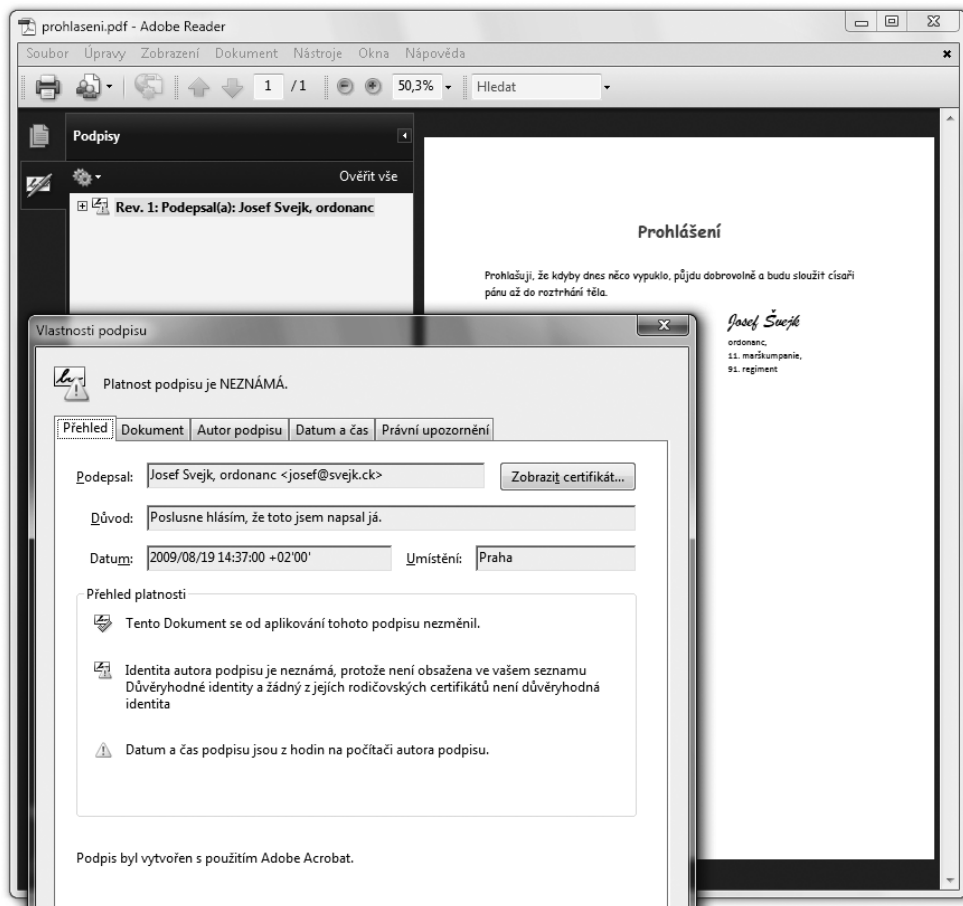 prohlaseni.pdf - Adobe Reader
Soubor Úpravy Zobrazení Dokument Nástroje Okna Nápověda
1 /1 50,3% Hledat
Podpisy
Ověřit vše
Rev. 1: Podepsal(a): Josef Svejk, ordonanc
Prohlášení
Prohlašuji, že kdyby dnes něco vypuklo, půjdu dobrovolně a budu sloužit císaři
pánu až do roztrhání těla.
Josef Švejk
ordonanc,
11. marškumpanie,
91. regiment
Vlastnosti podpisu
Platnost podpisu je NEZNÁMÁ.
Přehled Dokument Autor podpisu Datum a čas Právní upozornění
Podepsal: Josef Svejk, ordonanc <josef@svejk.ck> Zobrazit certifikát...
Důvod: Poslusne hlásím, že toto jsem napsal já.
Datum: 2009/08/19 14:37:00 +02'00' Umístění: Praha
Přehled platnosti
Tento Dokument se od aplikování tohoto podpisu nezměnil.
Identita autora podpisu je neznámá, protože není obsažena ve vašem seznamu
Důvěryhodné identity a žádný z jejích rodičovských certifikátů není důvěryhodná
identita
Datum a čas podpisu jsou z hodin na počítači autora podpisu.
Podpis byl vytvořen s použitím Adobe Acrobat.